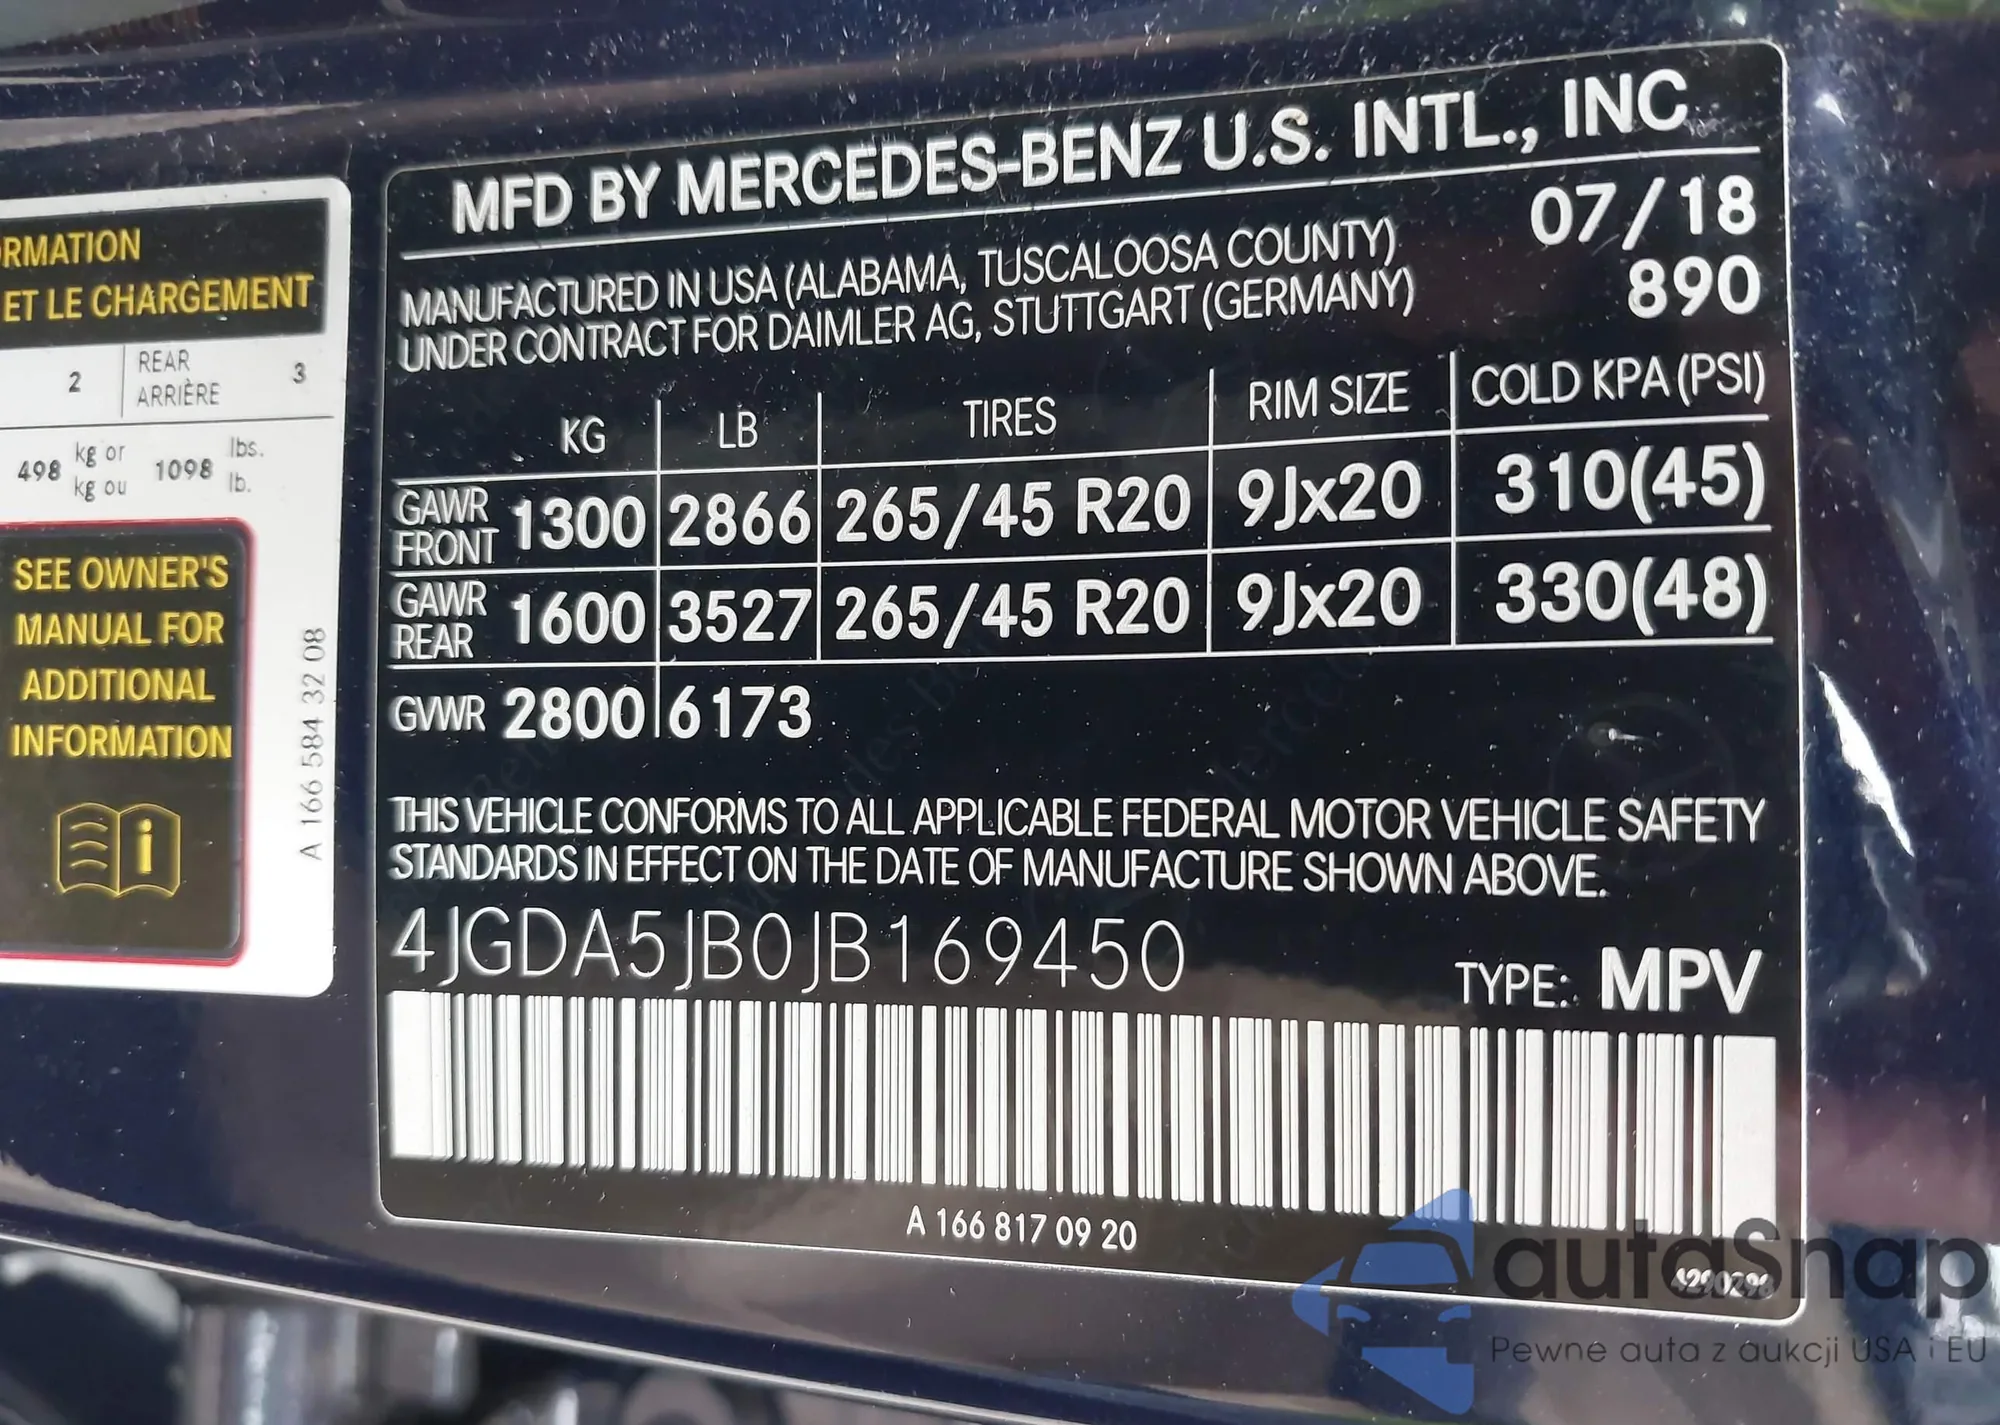 RMATION
ET LE CHARGEMENT
2 REAR ARRIÈRE 3
498 kg or kg ou 1098 lbs. lb.
SEE OWNER'S
MANUAL FOR
ADDITIONAL
INFORMATION
i
A 166 584 32 08
MFD BY MERCEDES-BENZ U.S. INTL., INC
07/18
MANUFACTURED IN USA (ALABAMA, TUSCALOOSA COUNTY)
UNDER CONTRACT FOR DAIMLER AG, STUTTGART (GERMANY)
890
KG LB TIRES RIM SIZE COLD KPA (PSI)
GAWR FRONT 1300 2866 265/45 R20 9Jx20 310(45)
GAWR REAR 1600 3527 265/45 R20 9Jx20 330(48)
GVWR 2800 6173
THIS VEHICLE CONFORMS TO ALL APPLICABLE FEDERAL MOTOR VEHICLE SAFETY
STANDARDS IN EFFECT ON THE DATE OF MANUFACTURE SHOWN ABOVE.
4JGDA5JB0JB169450
TYPE: MPV
A 166 817 09 20
autoSnap
Pewne auta z aukcji USA i EU